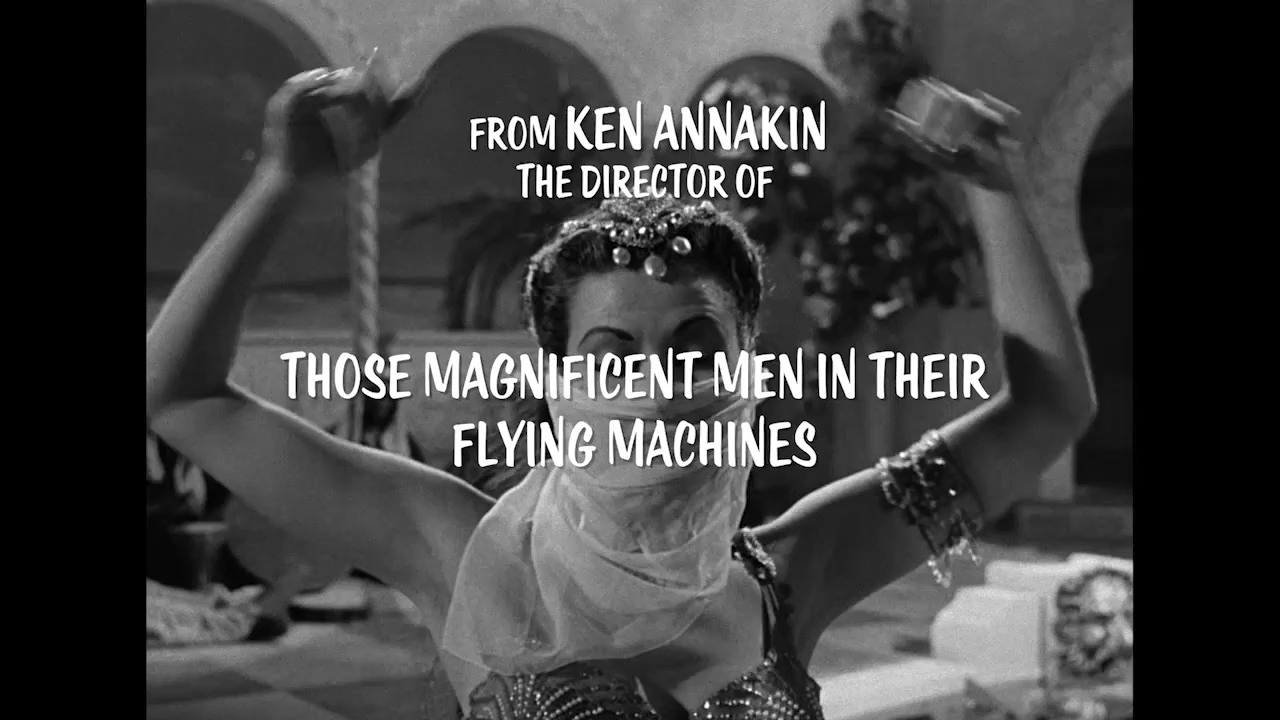 FROM KEN ANNAKIN
THE DIRECTOR OF
THOSE MAGNIFICENT MEN IN THEIR
FLYING MACHINES